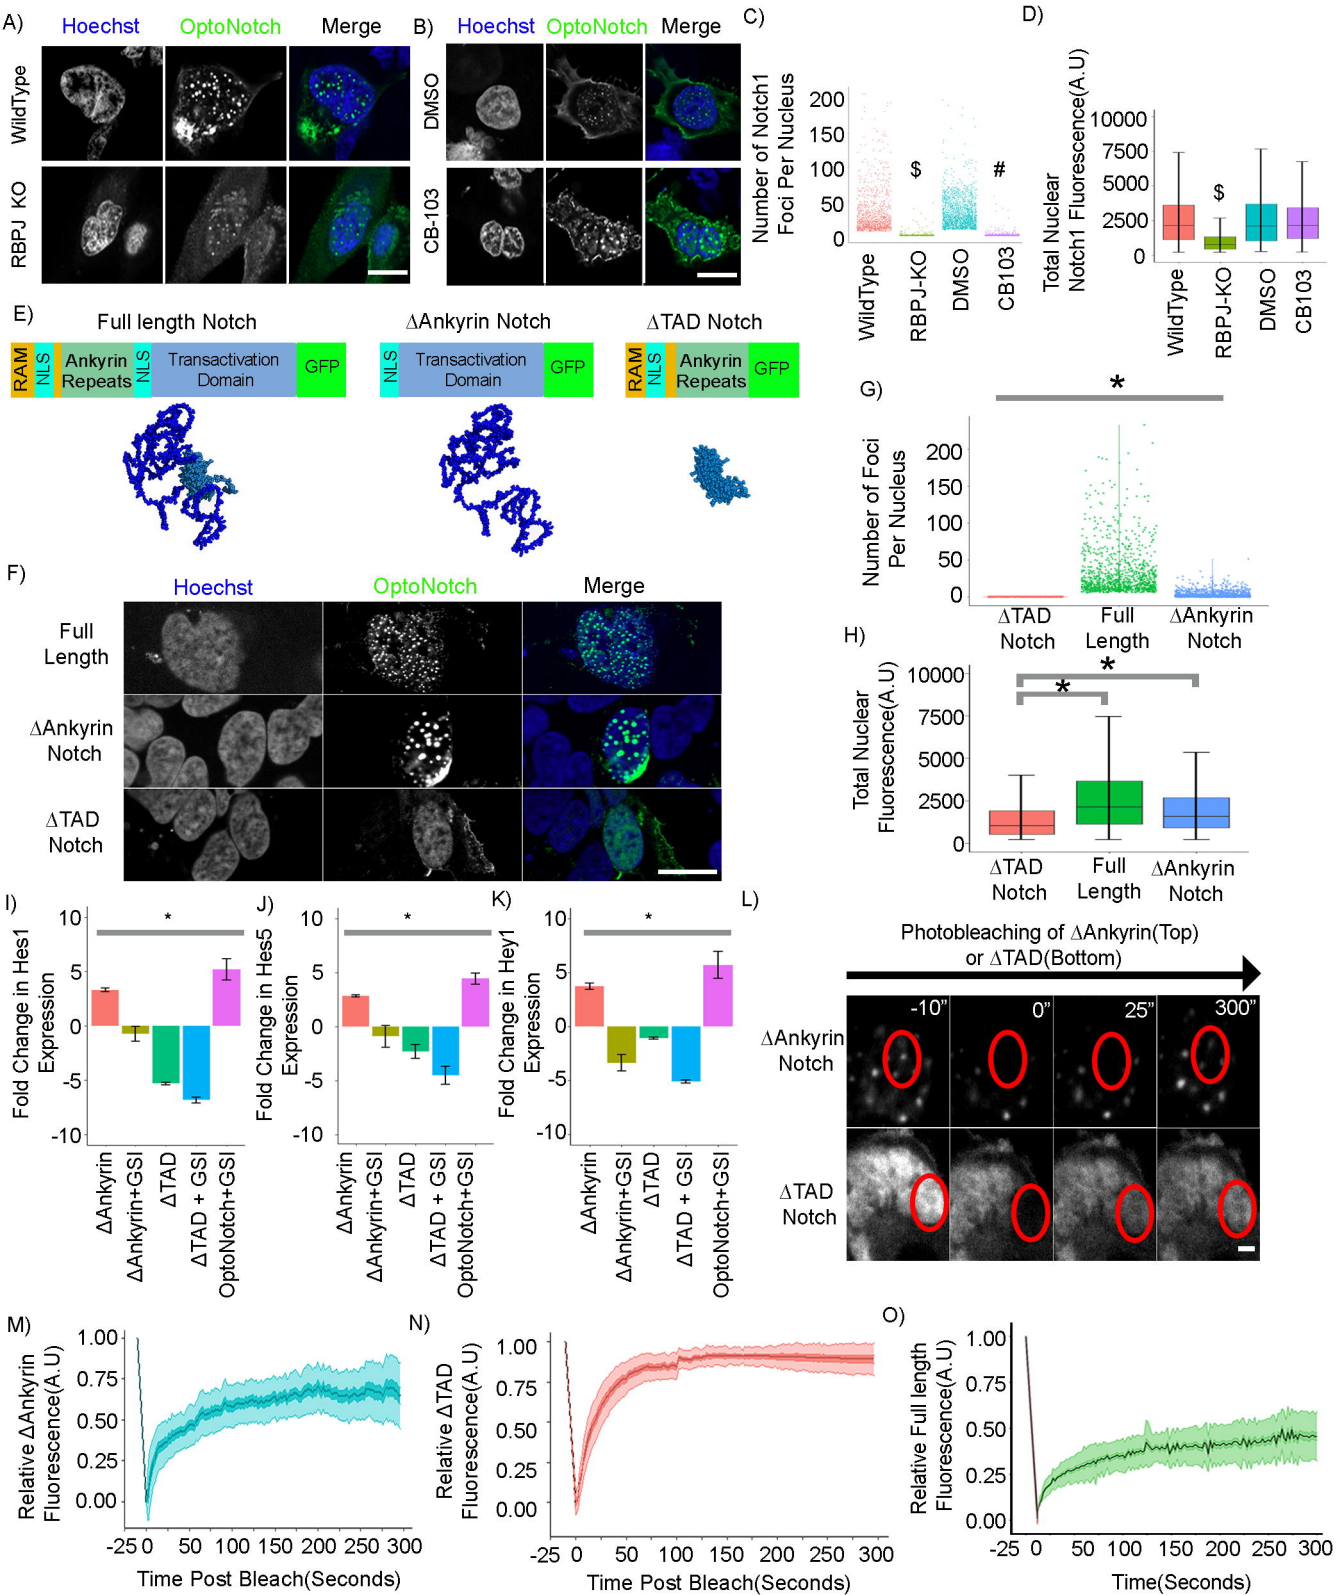 A)
Hoechst
OptoNotch
Merge
WildType
RBPJ KO
B)
Hoechst
OptoNotch
Merge
DMSO
CB-103
C)
Number of Notch1
Foci Per Nucleus
200
150
100
50
0
$
#
WildType
RBPJ-KO
DMSO
CB103
D)
Total Nuclear
Notch1 Fluorescence(A.U)
10000
7500
5000
2500
0
$
WildType
RBPJ-KO
DMSO
CB103
E)
Full length Notch
RAM
NLS
Ankyrin
Repeats
NLS
Transactivation
Domain
GFP
ΔAnkyrin Notch
NLS
Transactivation
Domain
GFP
ΔTAD Notch
RAM
NLS
Ankyrin
Repeats
GFP
F)
Hoechst
OptoNotch
Merge
Full
Length
ΔAnkyrin
Notch
ΔTAD
Notch
G)
*
Number of Foci
Per Nucleus
200
150
100
50
0
ΔTAD
Notch
Full
Length
ΔAnkyrin
Notch
H)
*
*
Total Nuclear
Fluorescence(A.U)
10000
7500
5000
2500
0
ΔTAD
Notch
Full
Length
ΔAnkyrin
Notch
I)
*
Fold Change in Hes1
Expression
10
5
0
-5
-10
ΔAnkyrin
ΔAnkyrin+GSI
ΔTAD
ΔTAD + GSI
OptoNotch+GSI
J)
*
Fold Change in Hes5
Expression
10
5
0
-5
-10
ΔAnkyrin
ΔAnkyrin+GSI
ΔTAD
ΔTAD + GSI
OptoNotch+GSI
K)
*
Fold Change in Hey1
Expression
10
5
0
-5
-10
ΔAnkyrin
ΔAnkyrin+GSI
ΔTAD
ΔTAD + GSI
OptoNotch+GSI
L)
Photobleaching of ΔAnkyrin(Top)
or ΔTAD(Bottom)
-10”
0”
25”
300”
ΔAnkyrin
Notch
ΔTAD
Notch
M)
Relative ΔAnkyrin
Fluorescence(A.U)
1.00
0.75
0.50
0.25
0.00
-25 0 50 100 150 200 250 300
Time Post Bleach(Seconds)
N)
Relative ΔTAD
Fluorescence(A.U)
1.00
0.75
0.50
0.25
0.00
-25 0 50 100 150 200 250 300
Time Post Bleach(Seconds)
O)
Relative Full length
Fluorescence(A.U)
1.00
0.75
0.50
0.25
0.00
-25 0 50 100 150 200 250 300
Time(Seconds)